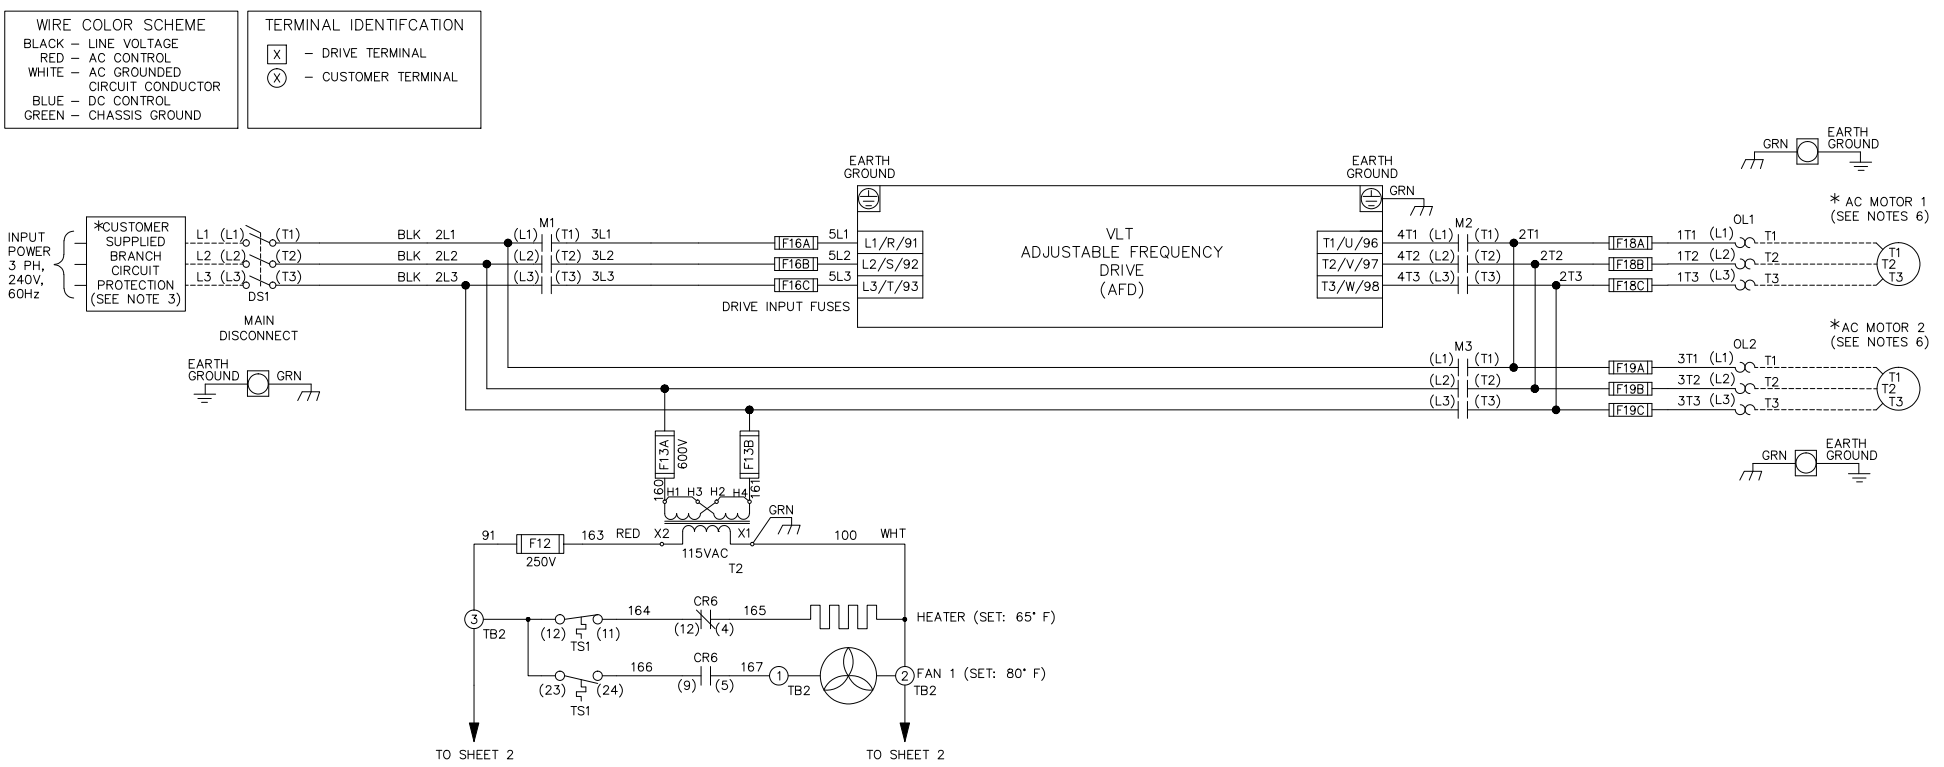 WIRE COLOR SCHEME
BLACK – LINE VOLTAGE
RED – AC CONTROL
WHITE – AC GROUNDED
CIRCUIT CONDUCTOR
BLUE – DC CONTROL
GREEN – CHASSIS GROUND
TERMINAL IDENTIFCATION
X – DRIVE TERMINAL
X – CUSTOMER TERMINAL
INPUT
POWER
3 PH,
240V,
60Hz
*CUSTOMER
SUPPLIED
BRANCH
CIRCUIT
PROTECTION
(SEE NOTE 3)
L1 (L1) (T1) BLK 2L1 (L1) M1 (T1) 3L1 F16A 5L1 L1/R/91
L2 (L2) (T2) BLK 2L2 (L2) (T2) 3L2 F16B 5L2 L2/S/92
L3 (L3) (T3) BLK 2L3 (L3) (T3) 3L3 F16C 5L3 L3/T/93
DS1
MAIN
DISCONNECT
DRIVE INPUT FUSES
EARTH
GROUND
GRN
EARTH
GROUND
VLT
ADJUSTABLE FREQUENCY
DRIVE
(AFD)
EARTH
GROUND
GRN
T1/U/96 4T1 (L1) M2 (T1) 2T1 F18A 1T1 (L1) OL1 T1
T2/V/97 4T2 (L2) (T2) 2T2 F18B 1T2 (L2) T2
T3/W/98 4T3 (L3) (T3) 2T3 F18C 1T3 (L3) T3
GRN
EARTH
GROUND
* AC MOTOR 1
(SEE NOTES 6)
T1
T2
T3
*AC MOTOR 2
(SEE NOTES 6)
(L1) M3 (T1) F19A 3T1 (L1) OL2 T1
(L2) (T2) F19B 3T2 (L2) T2
(L3) (T3) F19C 3T3 (L3) T3
T1
T2
T3
GRN
EARTH
GROUND
F13A
600V
F13B
160
H1 H3 H2 H4
161
GRN
91 F12 163 RED X2 X1 100 WHT
250V
115VAC
T2
3
TB2
(12) (11)
TS1
164
CR6
(12) (4)
165
HEATER (SET: 65° F)
(23) (24)
TS1
166
CR6
(9) (5)
167
1
TB2
2
TB2
FAN 1 (SET: 80° F)
TO SHEET 2
TO SHEET 2